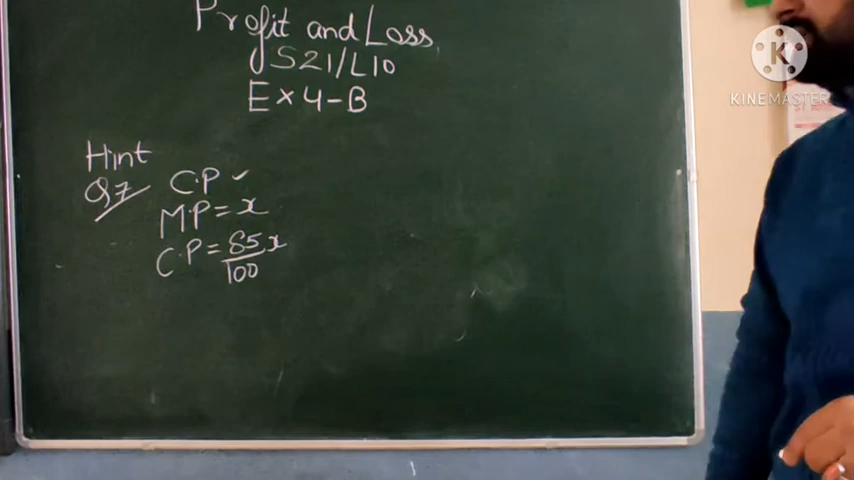 Profit and Loss
S21/L10
Ex 4-B
Hint
Q7 C.P ✓
M.P = x
C.P = 85x
100
K
KINEMASTER